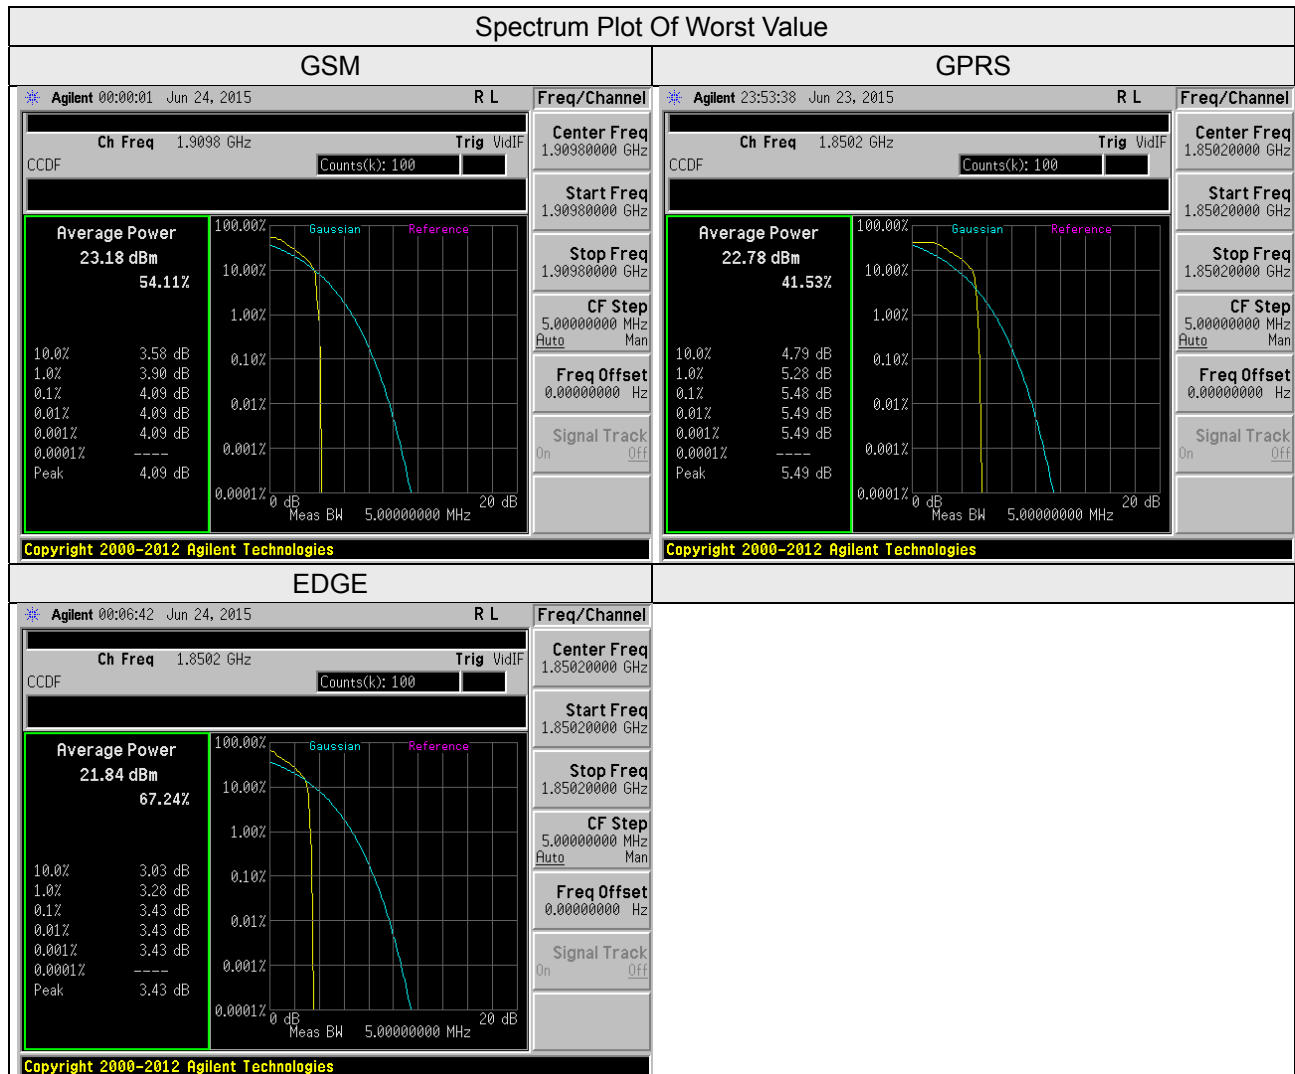 Spectrum Plot Of Worst Value
GSM
Agilent 00:00:01 Jun 24, 2015 R L
Freq/Channel
Ch Freq 1.9098 GHz Trig VidIF
CCDF Counts(k): 100
Average Power
23.18 dBm
54.11%
10.0% 3.58 dB
1.0% 3.90 dB
0.1% 4.09 dB
0.01% 4.09 dB
0.001% 4.09 dB
0.0001% ----
Peak 4.09 dB
100.00%
Gaussian Reference
10.00%
1.00%
0.10%
0.01%
0.001%
0.0001%
0 dB 20 dB
Meas BW 5.00000000 MHz
Center Freq
1.90980000 GHz
Start Freq
1.90980000 GHz
Stop Freq
1.90980000 GHz
CF Step
5.00000000 MHz
Auto Man
Freq Offset
0.00000000 Hz
Signal Track
On Off
Copyright 2000-2012 Agilent Technologies
GPRS
Agilent 23:53:38 Jun 23, 2015 R L
Freq/Channel
Ch Freq 1.8502 GHz Trig VidIF
CCDF Counts(k): 100
Average Power
22.78 dBm
41.53%
10.0% 4.79 dB
1.0% 5.28 dB
0.1% 5.48 dB
0.01% 5.49 dB
0.001% 5.49 dB
0.0001% ----
Peak 5.49 dB
100.00%
Gaussian Reference
10.00%
1.00%
0.10%
0.01%
0.001%
0.0001%
0 dB 20 dB
Meas BW 5.00000000 MHz
Center Freq
1.85020000 GHz
Start Freq
1.85020000 GHz
Stop Freq
1.85020000 GHz
CF Step
5.00000000 MHz
Auto Man
Freq Offset
0.00000000 Hz
Signal Track
On Off
Copyright 2000-2012 Agilent Technologies
EDGE
Agilent 00:06:42 Jun 24, 2015 R L
Freq/Channel
Ch Freq 1.8502 GHz Trig VidIF
CCDF Counts(k): 100
Average Power
21.84 dBm
67.24%
10.0% 3.03 dB
1.0% 3.28 dB
0.1% 3.43 dB
0.01% 3.43 dB
0.001% 3.43 dB
0.0001% ----
Peak 3.43 dB
100.00%
Gaussian Reference
10.00%
1.00%
0.10%
0.01%
0.001%
0.0001%
0 dB 20 dB
Meas BW 5.00000000 MHz
Center Freq
1.85020000 GHz
Start Freq
1.85020000 GHz
Stop Freq
1.85020000 GHz
CF Step
5.00000000 MHz
Auto Man
Freq Offset
0.00000000 Hz
Signal Track
On Off
Copyright 2000-2012 Agilent Technologies